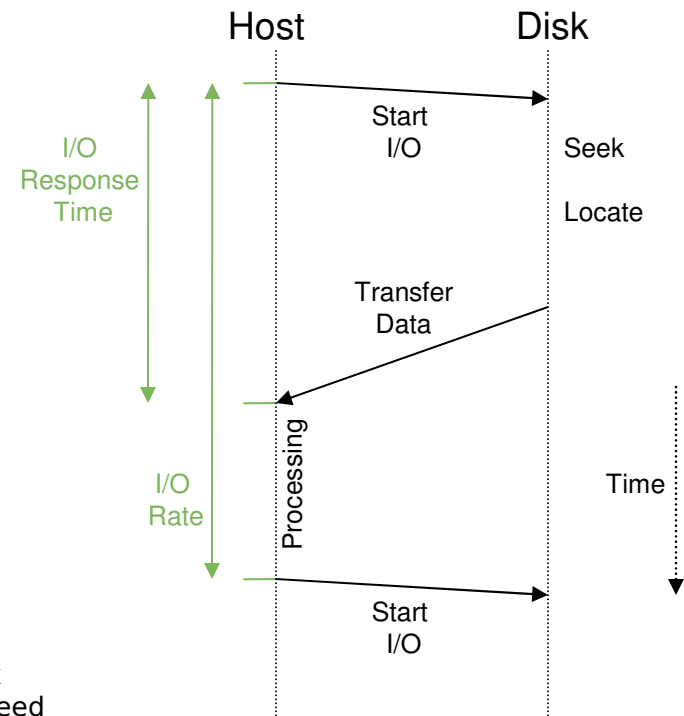 Host
Disk
Start
I/O
I/O
Response
Time
Seek
Locate
Transfer
Data
Processing
I/O
Rate
Time
Start
I/O
eed